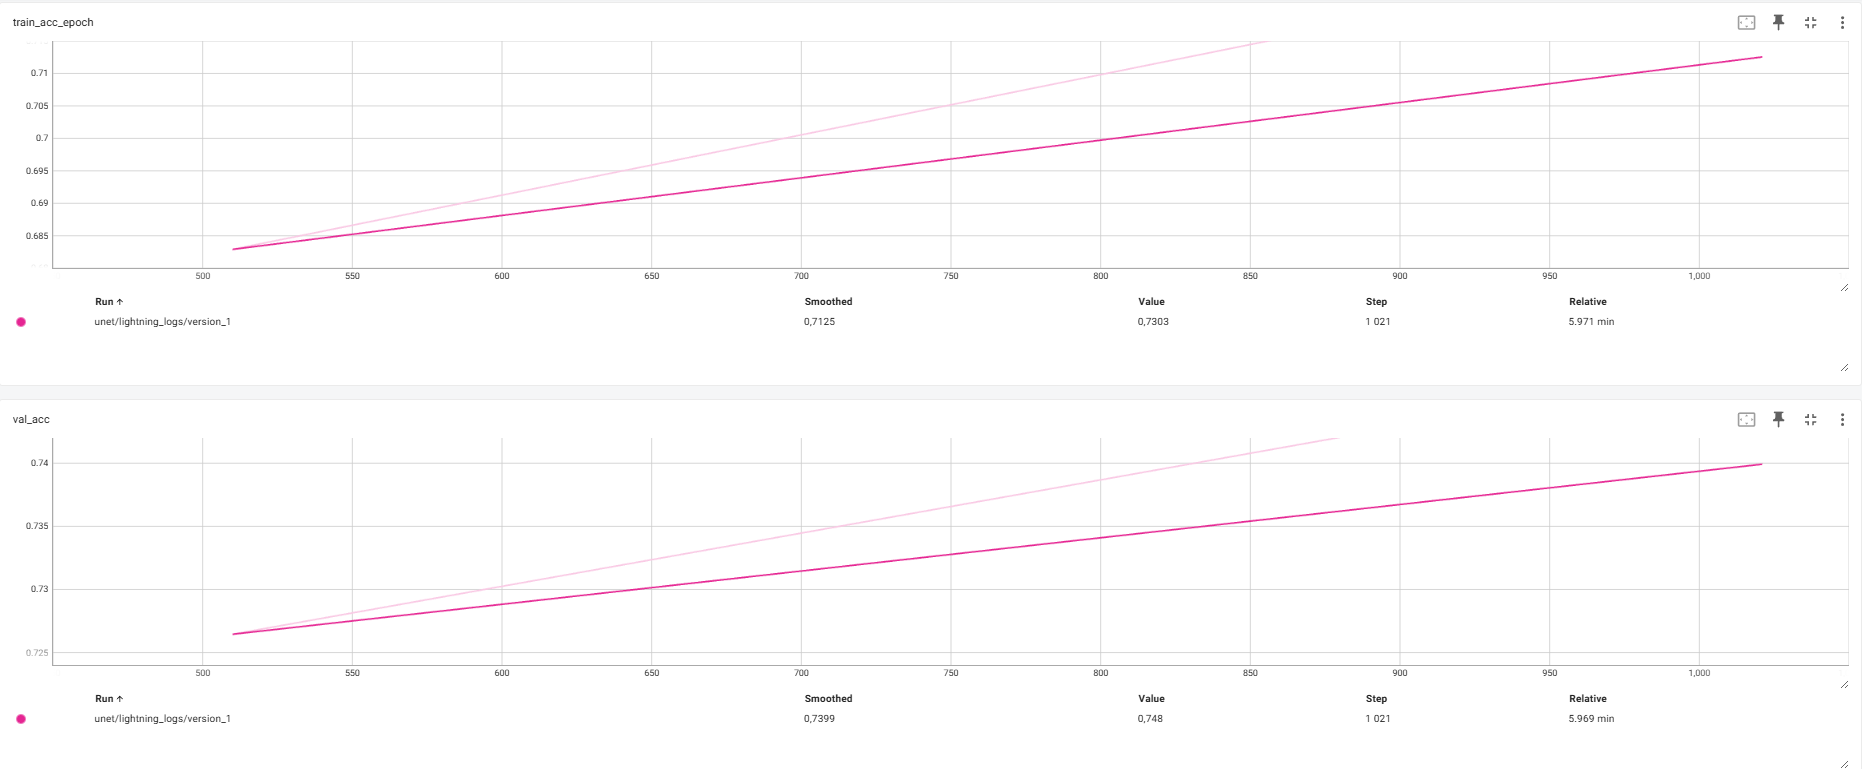 train_acc_epoch
0.71
0.705
0.7
0.695
0.69
0.685
500 550 600 650 700 750 800 850 900 950 1,000
Run ↑ Smoothed Value Step Relative
unet/lightning_logs/version_1 0,7125 0,7303 1 021 5.971 min
val_acc
0.74
0.735
0.73
0.725
500 550 600 650 700 750 800 850 900 950 1,000
Run ↑ Smoothed Value Step Relative
unet/lightning_logs/version_1 0,7399 0,748 1 021 5.969 min